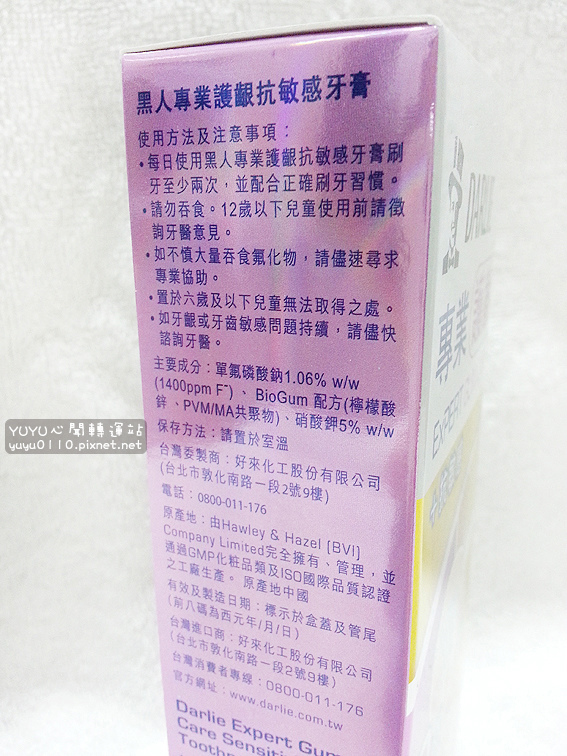 黑人專業護齦抗敏感牙膏
使用方法及注意事項：
•每日使用黑人專業護齦抗敏感牙膏刷
牙至少兩次，並配合正確刷牙習慣。
•請勿吞食。12歲以下兒童使用前請徵
詢牙醫意見。
•如不慎大量吞食氟化物，請儘速尋求
專業協助。
•置於六歲及以下兒童無法取得之處。
•如牙齦或牙齒敏感問題持續，請儘快
諮詢牙醫。
主要成分：單氟磷酸鈉1.06% w/w
(1400ppm F⁻)、BioGum 配方(檸檬酸
鋅、PVM/MA共聚物)、硝酸鉀5% w/w
保存方法：請置於室溫
台灣委製商：好來化工股份有限公司
(台北市敦化南路一段2號9樓)
電話：0800-011-176
原產地：由Hawley & Hazel [BVI]
Company Limited完全擁有、管理，並
通過GMP化粧品類及ISO國際品質認證
之工廠生產。原產地中國
有效及製造日期：標示於盒蓋及管尾
(前八碼為西元年/月/日)
台灣進口商：好來化工股份有限公司
(台北市敦化南路一段2號9樓)
台灣消費者專線：0800-011-176
官方網址：www.darlie.com.tw
Darlie Expert Gum
Care Sensitive
DARLIE
專業
EXPERT
YUYU心聞轉運站
yuyu0110.pixnet.net